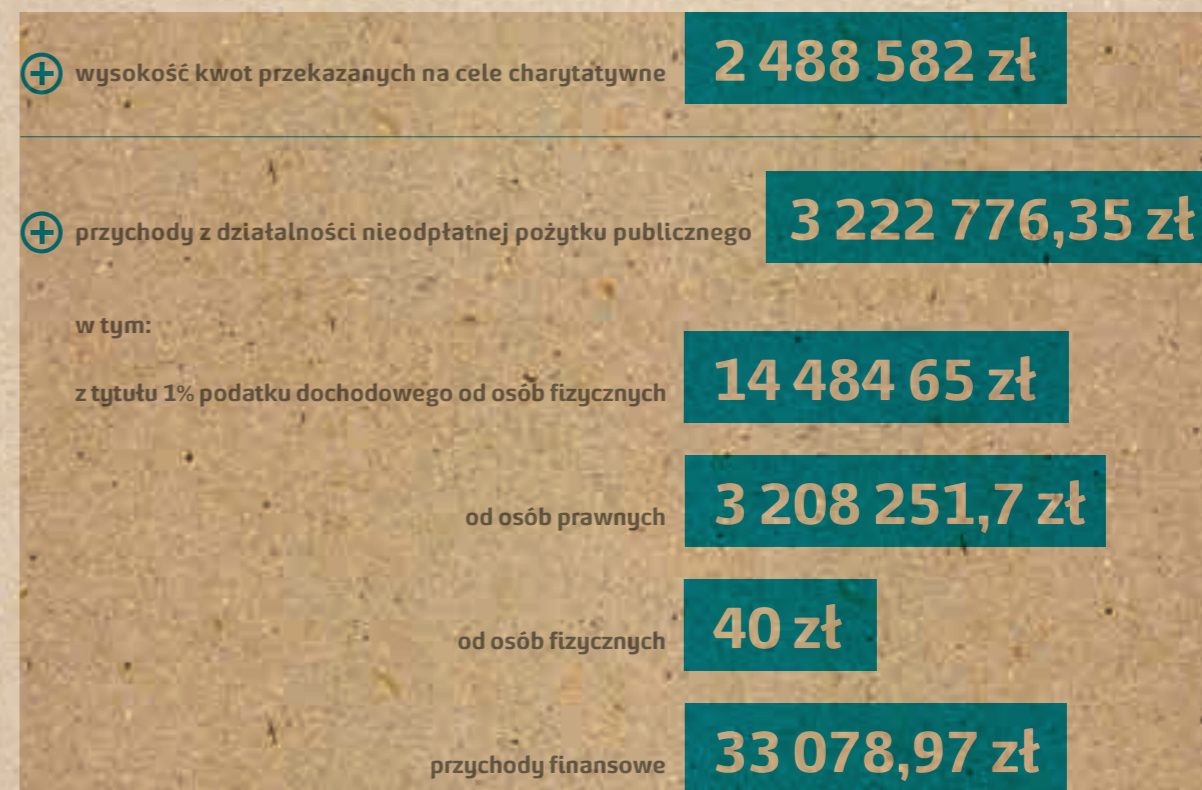 wysokość kwot przekazanych na cele charytatywne 2 488 582 zł
przychody z działalności nieodpłatnej pożytku publicznego 3 222 776,35 zł
w tym:
z tytułu 1% podatku dochodowego od osób fizycznych 14 484 65 zł
od osób prawnych 3 208 251,7 zł
od osób fizycznych 40 zł
przychody finansowe 33 078,97 zł